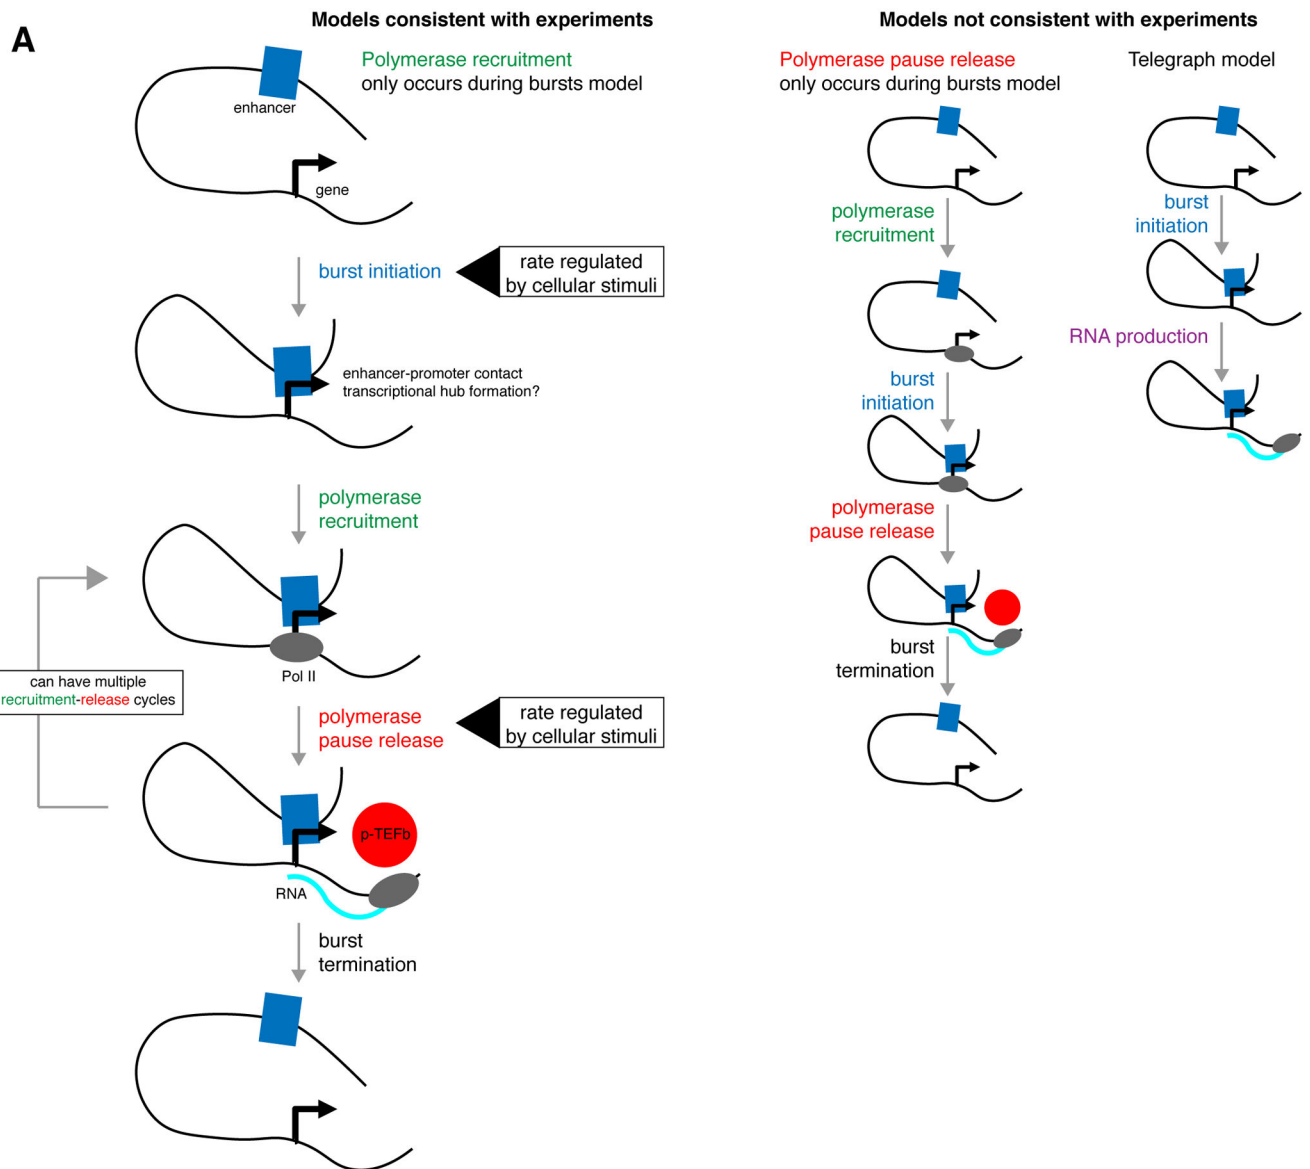 A
Models consistent with experiments
Polymerase recruitment
only occurs during bursts model
enhancer
gene
burst initiation
rate regulated
by cellular stimuli
enhancer-promoter contact
transcriptional hub formation?
polymerase
recruitment
Pol II
can have multiple
recruitment-release cycles
polymerase
pause release
rate regulated
by cellular stimuli
p-TEFb
RNA
burst
termination
Models not consistent with experiments
Polymerase pause release
only occurs during bursts model
polymerase
recruitment
burst
initiation
polymerase
pause release
burst
termination
Telegraph model
burst
initiation
RNA production